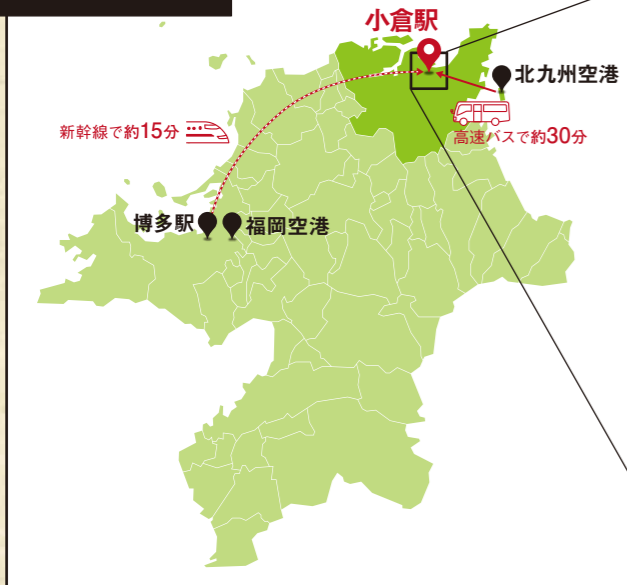 小倉駅
北九州空港
新幹線で約15分
高速バスで約30分
博多駅
福岡空港